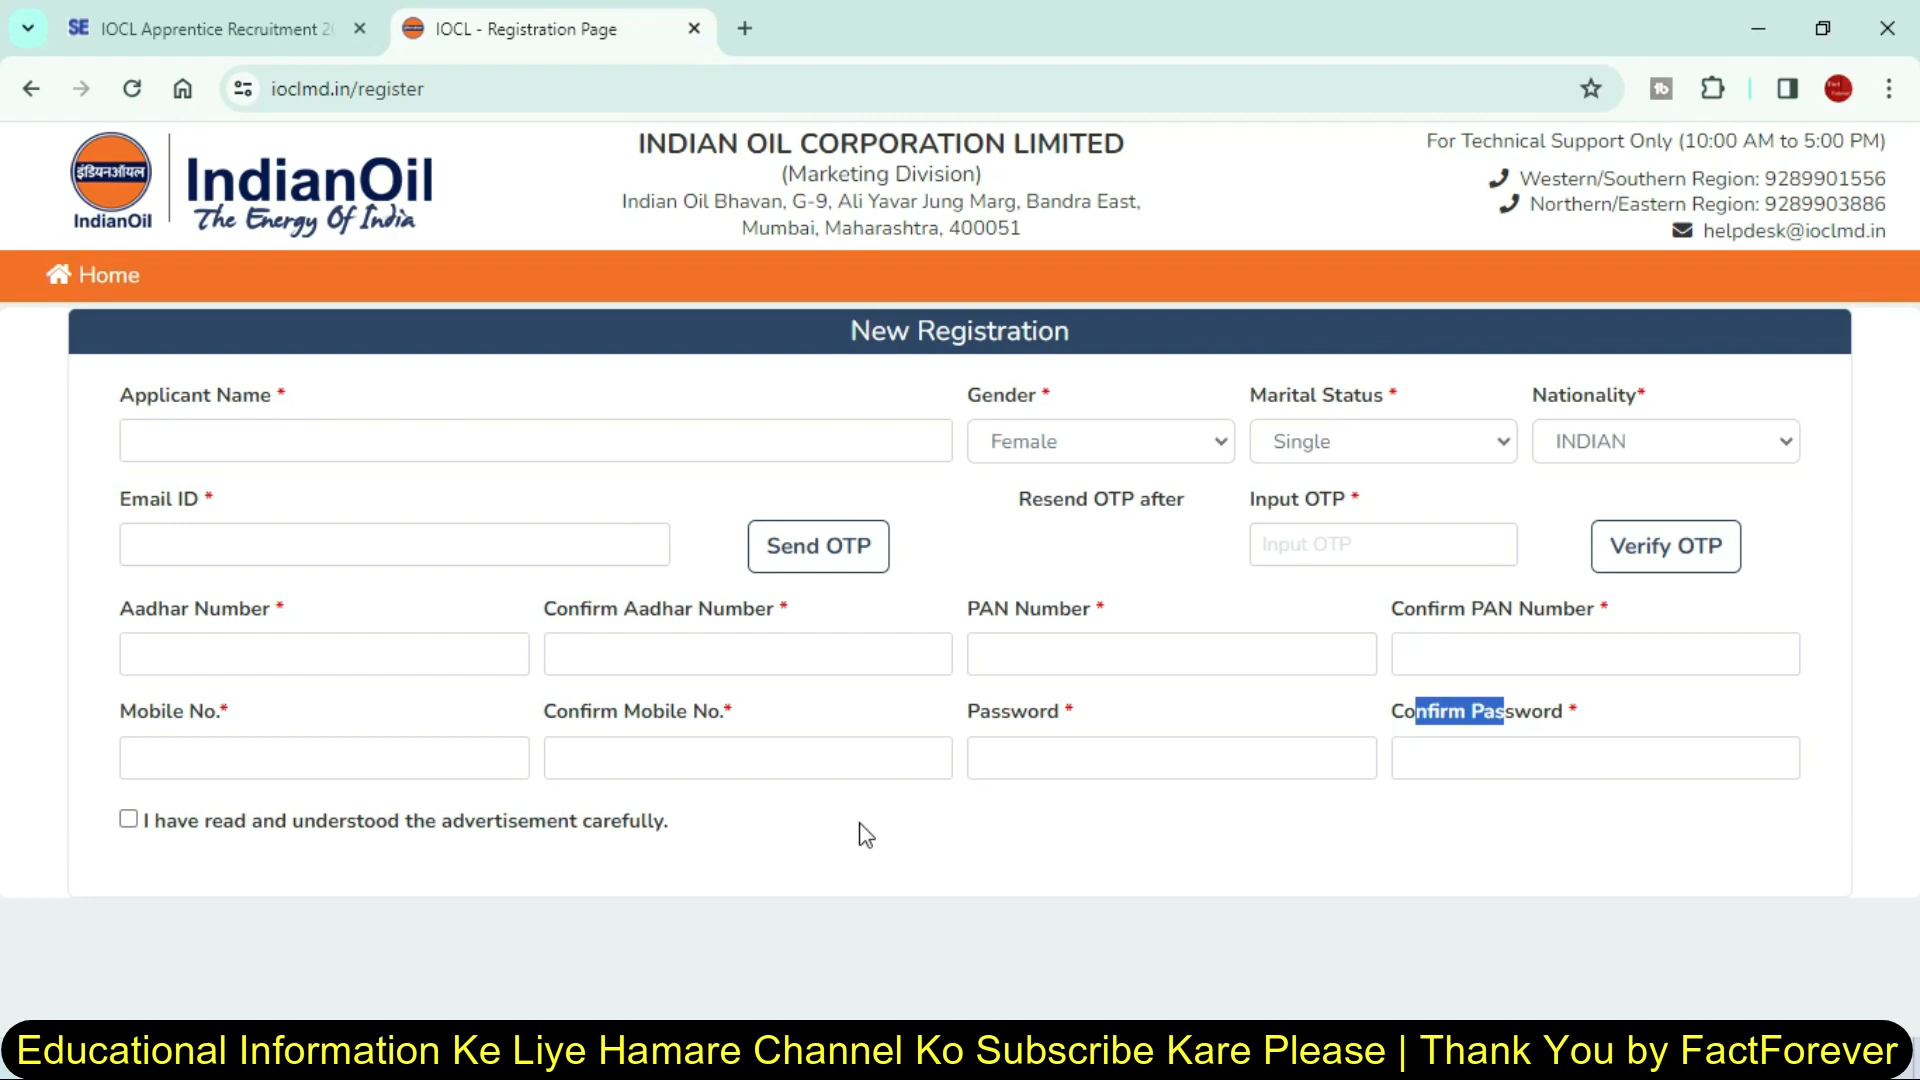 SE IOCL Apprentice Recruitment 20
IOCL - Registration Page
ioclmd.in/register
इंडियनऑयल
IndianOil
IndianOil
The Energy Of India
INDIAN OIL CORPORATION LIMITED
(Marketing Division)
Indian Oil Bhavan, G-9, Ali Yavar Jung Marg, Bandra East,
Mumbai, Maharashtra, 400051
For Technical Support Only (10:00 AM to 5:00 PM)
Western/Southern Region: 9289901556
Northern/Eastern Region: 9289903886
helpdesk@ioclmd.in
Home
New Registration
Applicant Name * Gender * Marital Status * Nationality*
Female Single INDIAN
Email ID * Resend OTP after Input OTP *
Send OTP Input OTP Verify OTP
Aadhar Number * Confirm Aadhar Number * PAN Number * Confirm PAN Number *
Mobile No.* Confirm Mobile No.* Password * Confirm Password *
I have read and understood the advertisement carefully.
Educational Information Ke Liye Hamare Channel Ko Subscribe Kare Please | Thank You by FactForever